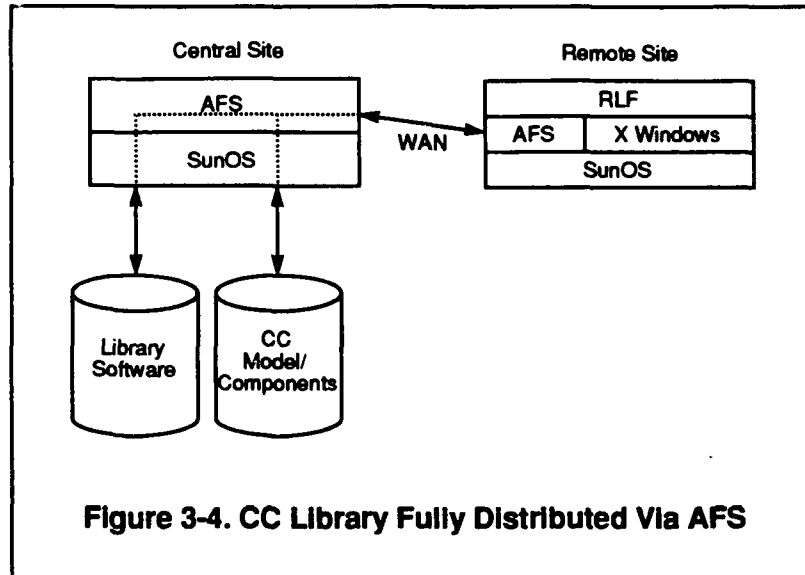 Central Site
Remote Site
AFS
SunOS
WAN
RLF
AFS
X Windows
SunOS
Library
Software
CC
Model/
Components
Figure 3-4. CC Library Fully Distributed Via AFS